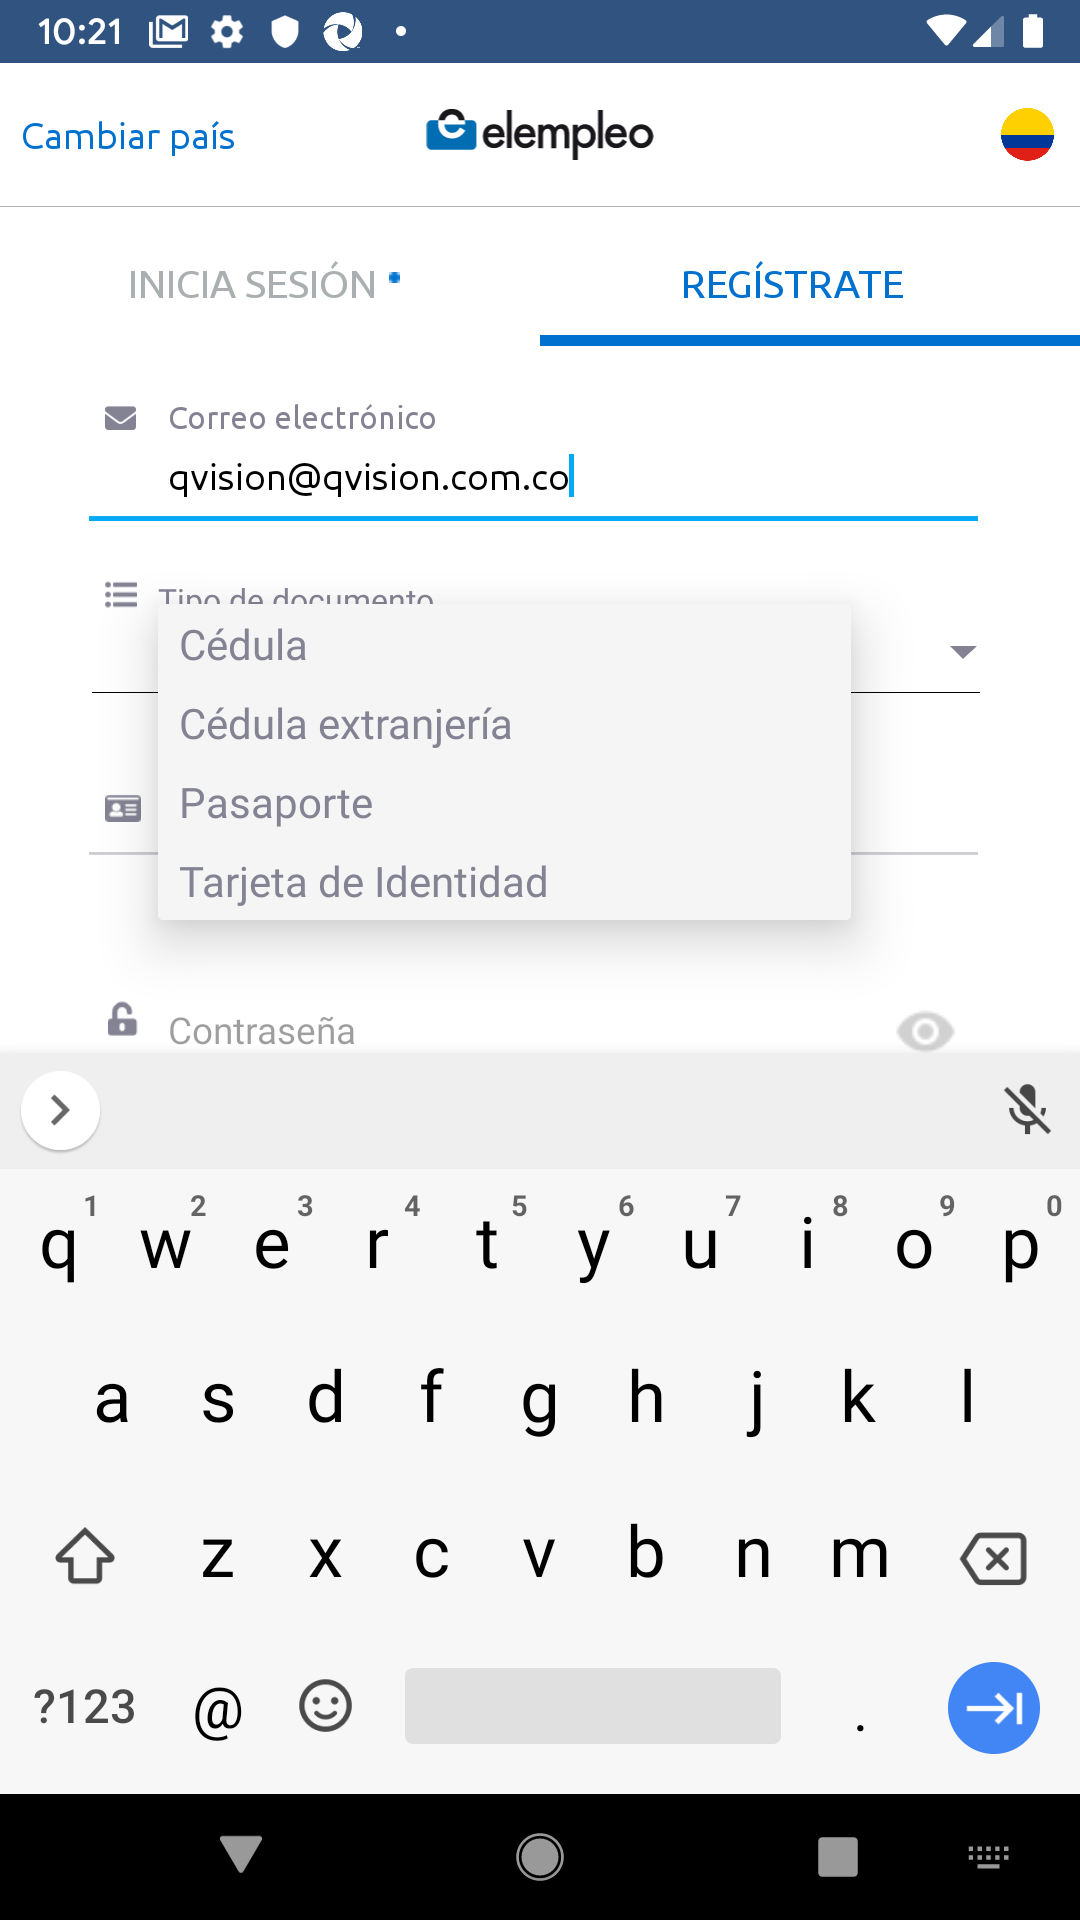 10:21
Cambiar país
elempleo
INICIA SESIÓN
REGÍSTRATE
Correo electrónico
qvision@qvision.com.co
Tipo de documento
Cédula
Cédula extranjería
Pasaporte
Tarjeta de Identidad
Contraseña
1 2 3 4 5 6 7 8 9 0
q w e r t y u i o p
a s d f g h j k l
z x c v b n m
?123 @ .